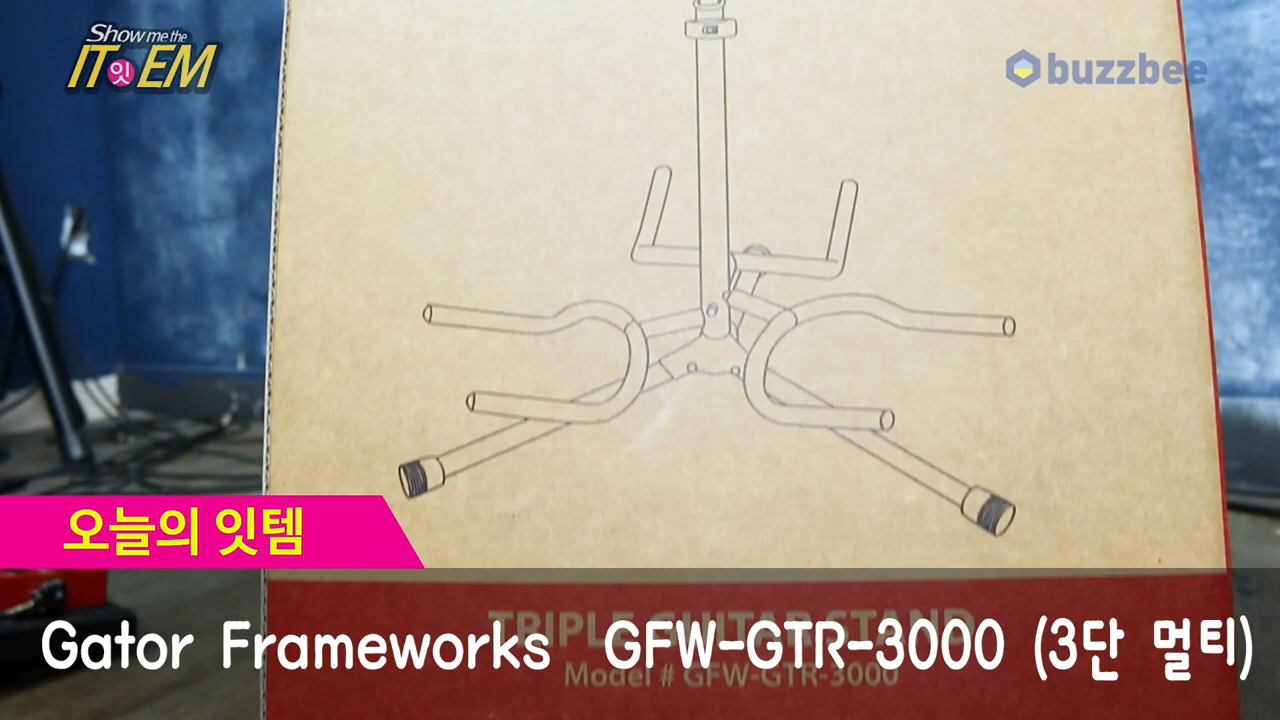 Show me the
IT잇EM
buzzbee
오늘의 잇템
TRIPLE GUITAR STAND
Gator Frameworks GFW-GTR-3000 (3단 멀티)
Model # GFW-GTR-3000